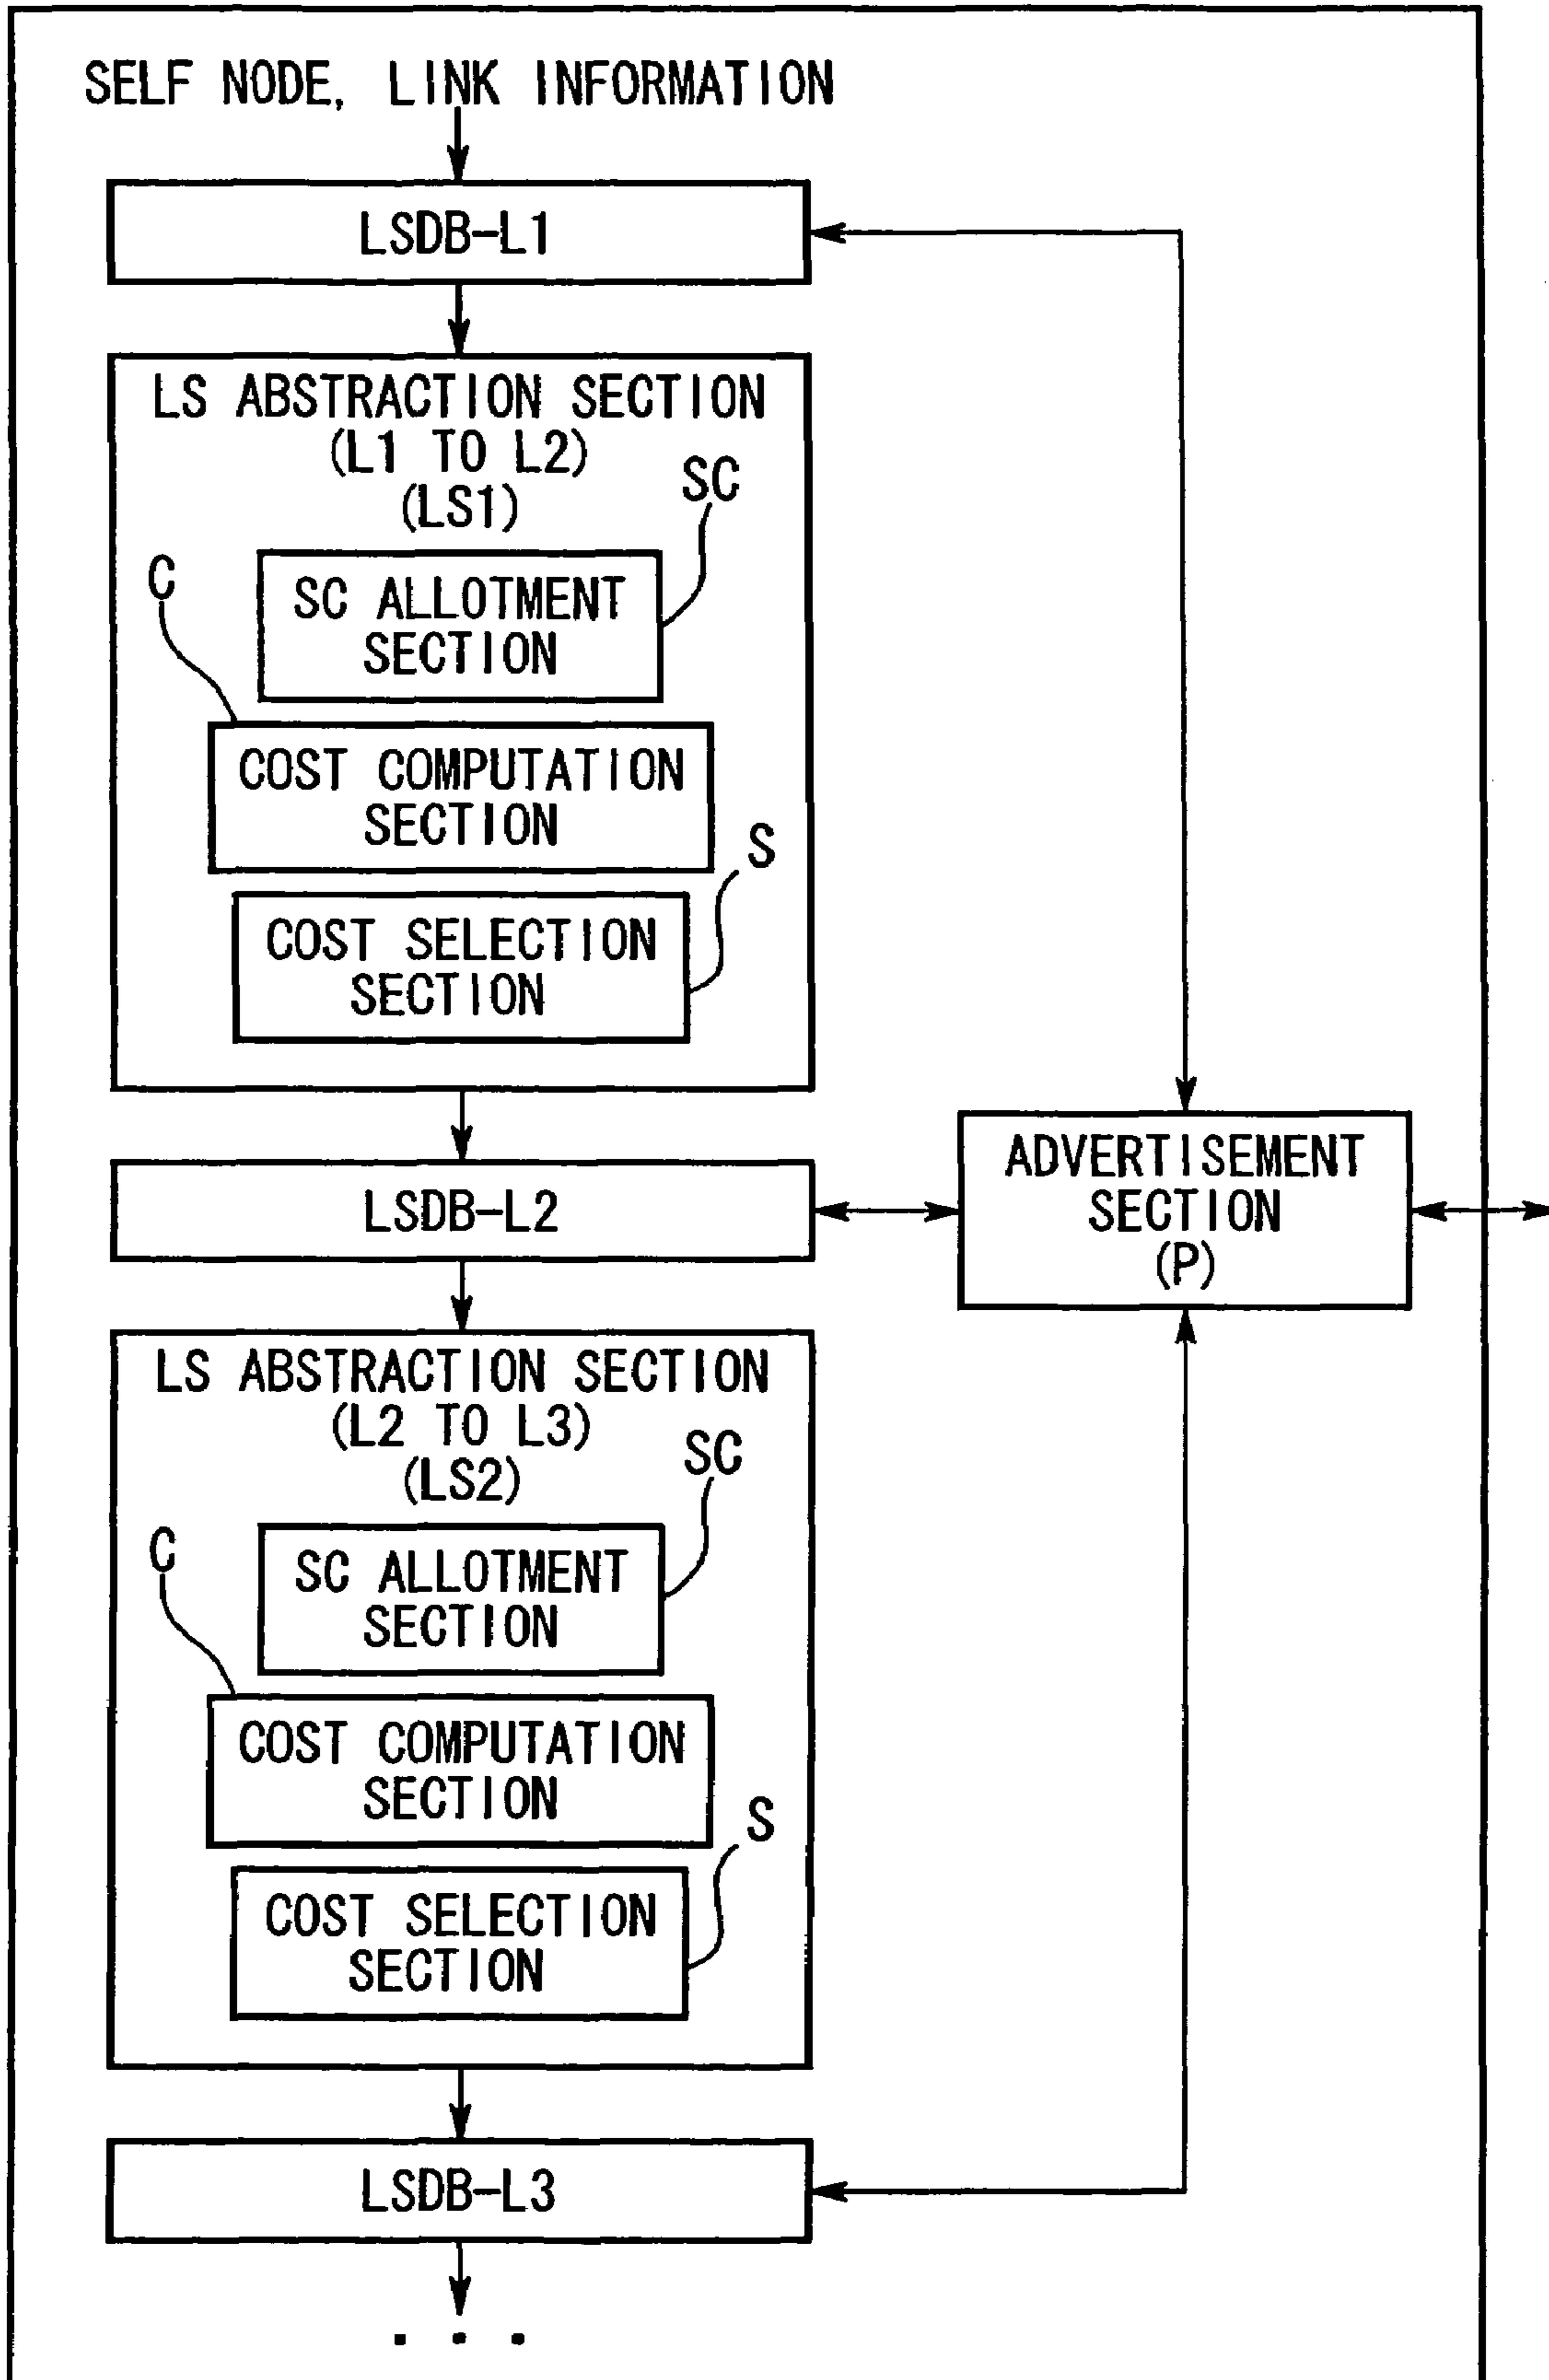 SELF NODE, LINK INFORMATION
LSDB-L1
LS ABSTRACTION SECTION
(L1 TO L2)
(LS1)
SC
C
SC ALLOTMENT
SECTION
COST COMPUTATION
SECTION
S
COST SELECTION
SECTION
ADVERTISEMENT
SECTION
(P)
LSDB-L2
LS ABSTRACTION SECTION
(L2 TO L3)
(LS2)
SC
C
SC ALLOTMENT
SECTION
COST COMPUTATION
SECTION
S
COST SELECTION
SECTION
LSDB-L3
. . .